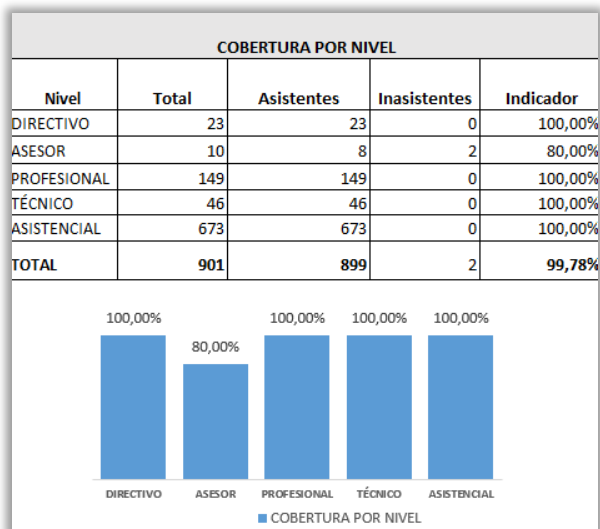 COBERTURA POR NIVEL
Nivel Total Asistentes Inasistentes Indicador
DIRECTIVO 23 23 0 100,00%
ASESOR 10 8 2 80,00%
PROFESIONAL 149 149 0 100,00%
TÉCNICO 46 46 0 100,00%
ASISTENCIAL 673 673 0 100,00%
TOTAL 901 899 2 99,78%
100,00% 80,00% 100,00% 100,00% 100,00%
DIRECTIVO ASESOR PROFESIONAL TÉCNICO ASISTENCIAL
COBERTURA POR NIVEL